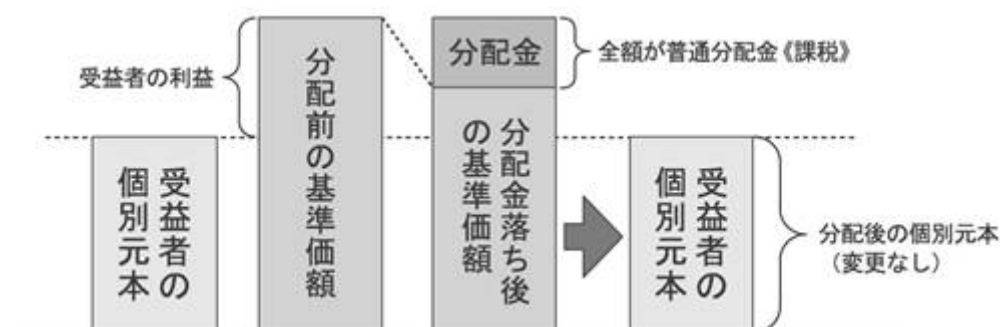 受益者の利益
受益者の
個別元本
分配前の基準価額
分配金
分配金落ち後
の基準価額
全額が普通分配金《課税》
受益者の
個別元本
分配後の個別元本
（変更なし）